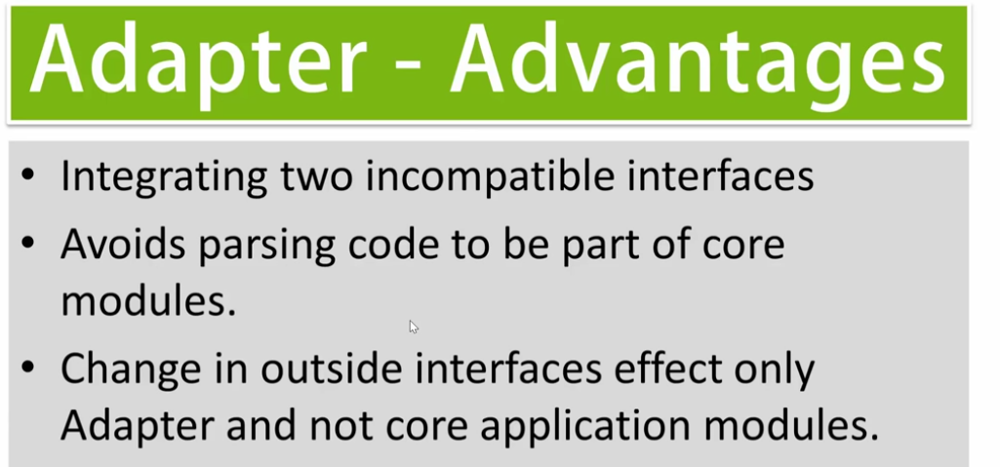 Adapter - Advantages
• Integrating two incompatible interfaces
• Avoids parsing code to be part of core
modules.
• Change in outside interfaces effect only
Adapter and not core application modules.